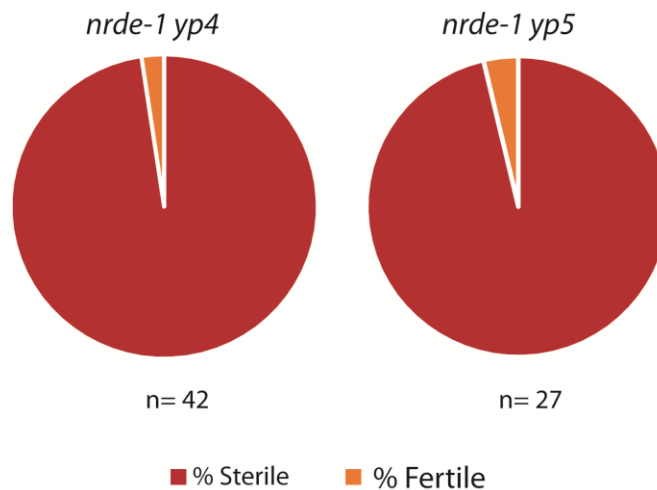 nrde-1 yp4
nrde-1 yp5
n= 42
n= 27
% Sterile
% Fertile